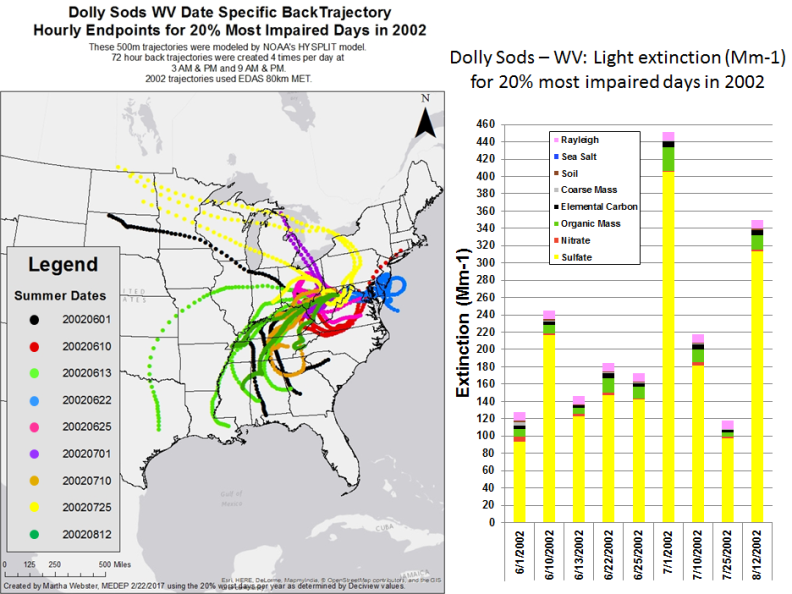 Dolly Sods WV Date Specific BackTrajectory
Hourly Endpoints for 20% Most Impaired Days in 2002
These 500m trajectories were modeled by NOAA's HYSPLIT model.
72 hour back trajectories were created 4 times per day at
3 AM & PM and 9 AM & PM.
2002 trajectories used EDAS 80km MET.
N
Legend
Summer Dates
20020601
20020610
20020613
20020622
20020625
20020701
20020710
20020725
20020812
Gulf of
Mexico
CUBA
JAMAICA
0 125 250 500 Miles
Created by Martha Webster, MEDEP 2/22/2017 using the 20% worst days per year as determined by Deciview values.
Dolly Sods – WV: Light extinction (Mm-1)
for 20% most impaired days in 2002
Extinction (Mm-1)
460
440
420
400
380
360
340
320
300
280
260
240
220
200
180
160
140
120
100
80
60
40
20
0
Rayleigh
Sea Salt
Soil
Coarse Mass
Elemental Carbon
Organic Mass
Nitrate
Sulfate
6/1/2002
6/10/2002
6/13/2002
6/22/2002
6/25/2002
7/1/2002
7/10/2002
7/25/2002
8/12/2002